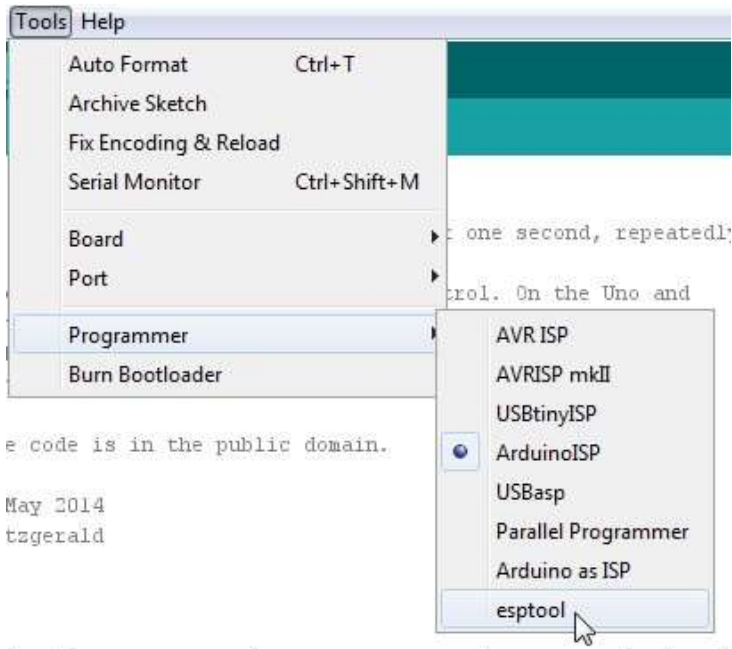 Tools Help
Auto Format Ctrl+T
Archive Sketch
Fix Encoding & Reload
Serial Monitor Ctrl+Shift+M
one second, repeatedly
Board
Port
trol. On the Uno and
Programmer
Burn Bootloader
AVR ISP
AVRISP mkII
USBtinyISP
ArduinoISP
USBasp
Parallel Programmer
Arduino as ISP
esptool
e code is in the public domain.
May 2014
tzgerald